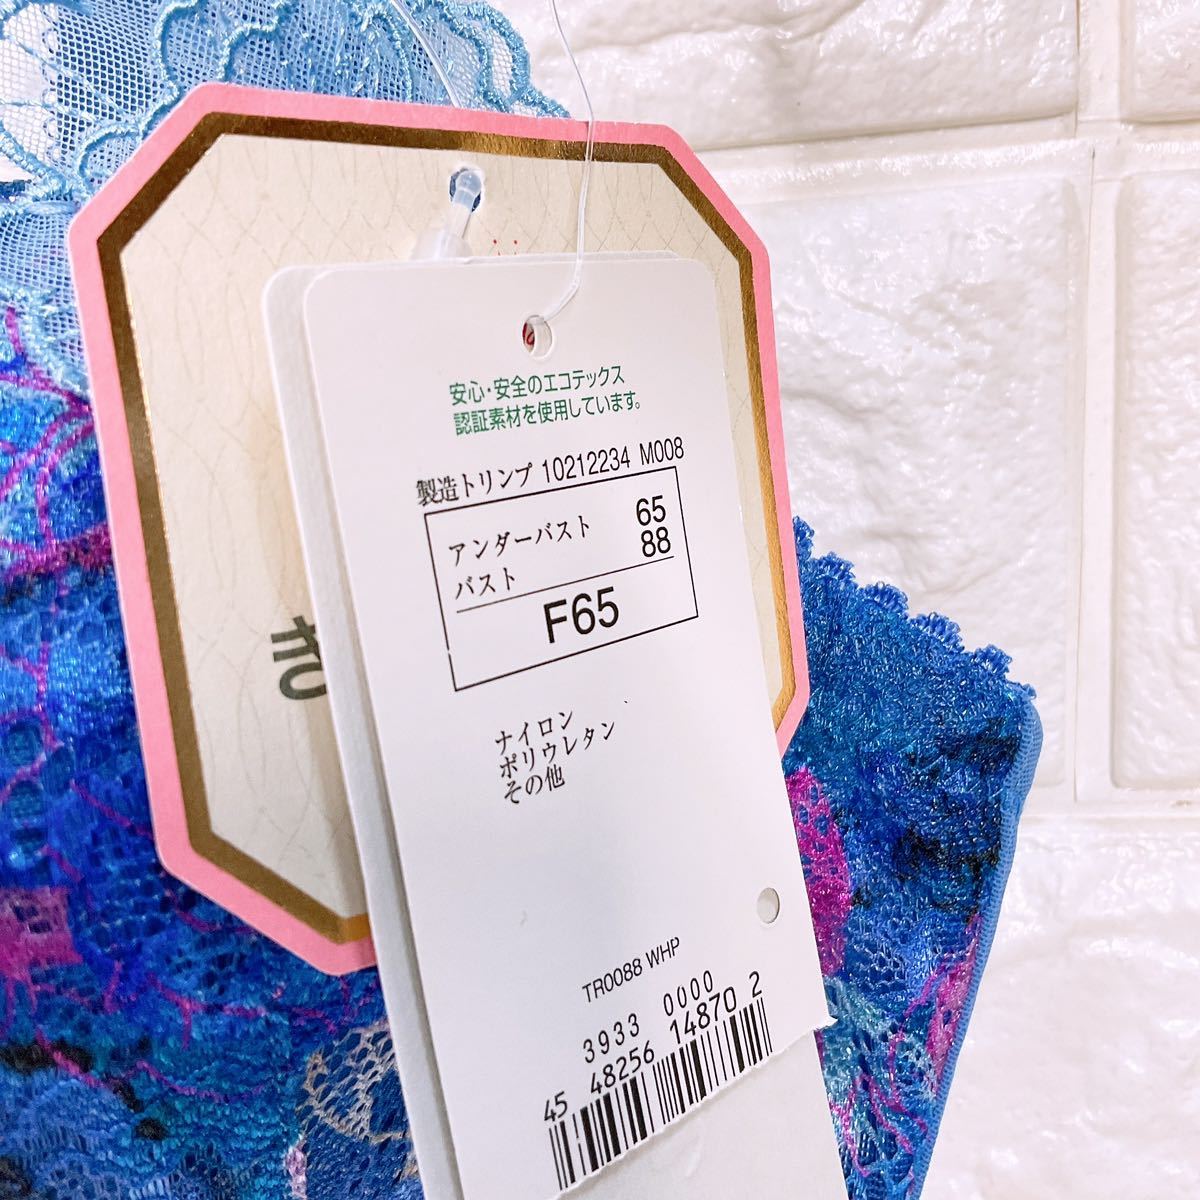 安心・安全のエコテックス
認証素材を使用しています。
製造トリンプ 10212234 M008
アンダーバスト 65
バスト 88
F65
ナイロン
ポリウレタン
その他
き
TR0088 WHP
3933 0000
45 48256 14870 2